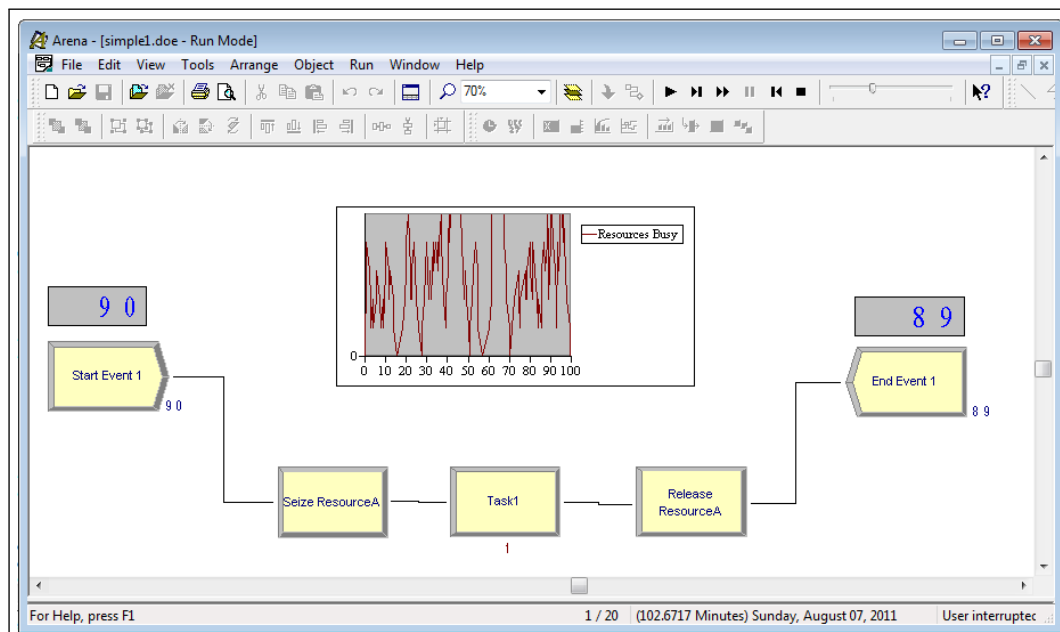 Arena - [simple1.doe - Run Mode]
File Edit View Tools Arrange Object Run Window Help
70%
Resources Busy
0
0 10 20 30 40 50 60 70 80 90 100
9 0
8 9
Start Event 1
9 0
End Event 1
8 9
Seize ResourceA
Task1
Release
ResourceA
1
For Help, press F1
1 / 20
(102.6717 Minutes) Sunday, August 07, 2011
User interruptec